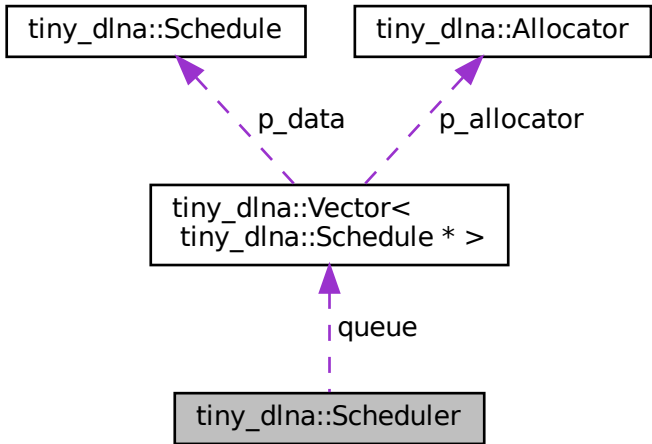 tiny_dlna::Schedule
tiny_dlna::Allocator
p_data
p_allocator
tiny_dlna::Vector<
tiny_dlna::Schedule * >
queue
tiny_dlna::Scheduler